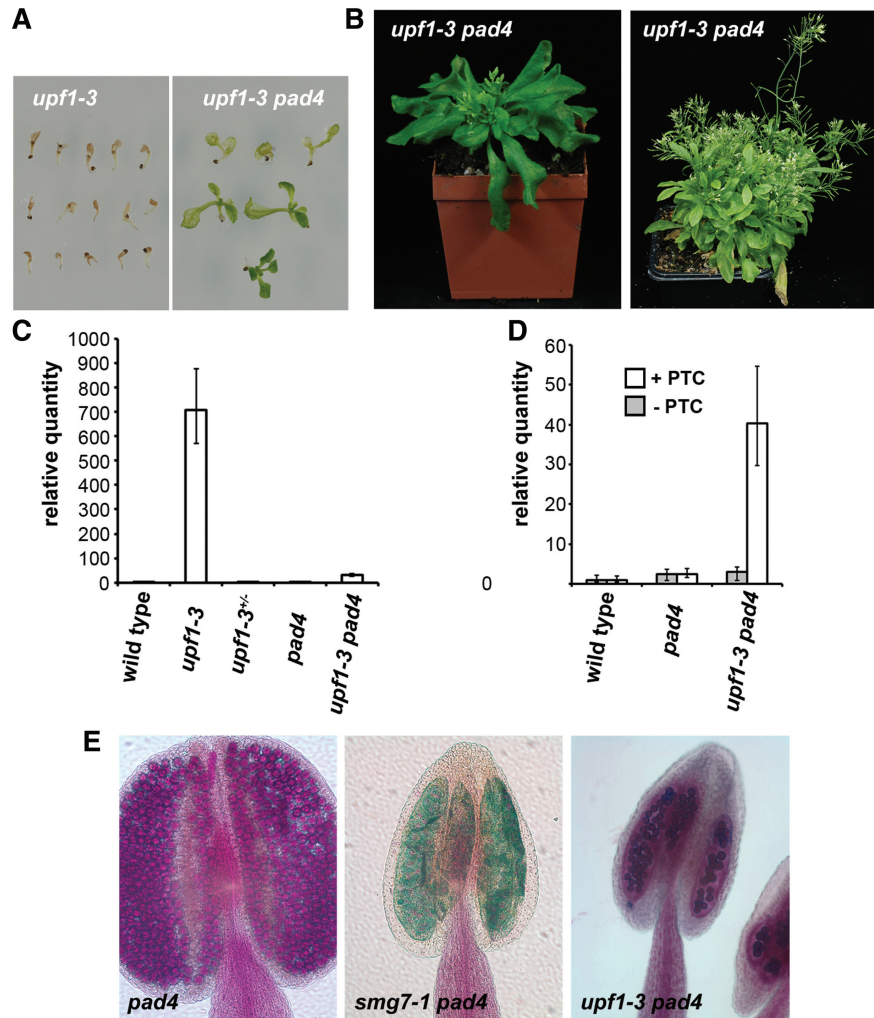 A
upf1-3
upf1-3 pad4
B
upf1-3 pad4
upf1-3 pad4
C
relative quantity
1000
900
800
700
600
500
400
300
200
100
0
wild type
upf1-3
upf1-3+/-
pad4
upf1-3 pad4
D
relative quantity
60
50
40
30
20
10
0
+ PTC
- PTC
wild type
pad4
upf1-3 pad4
E
pad4
smg7-1 pad4
upf1-3 pad4